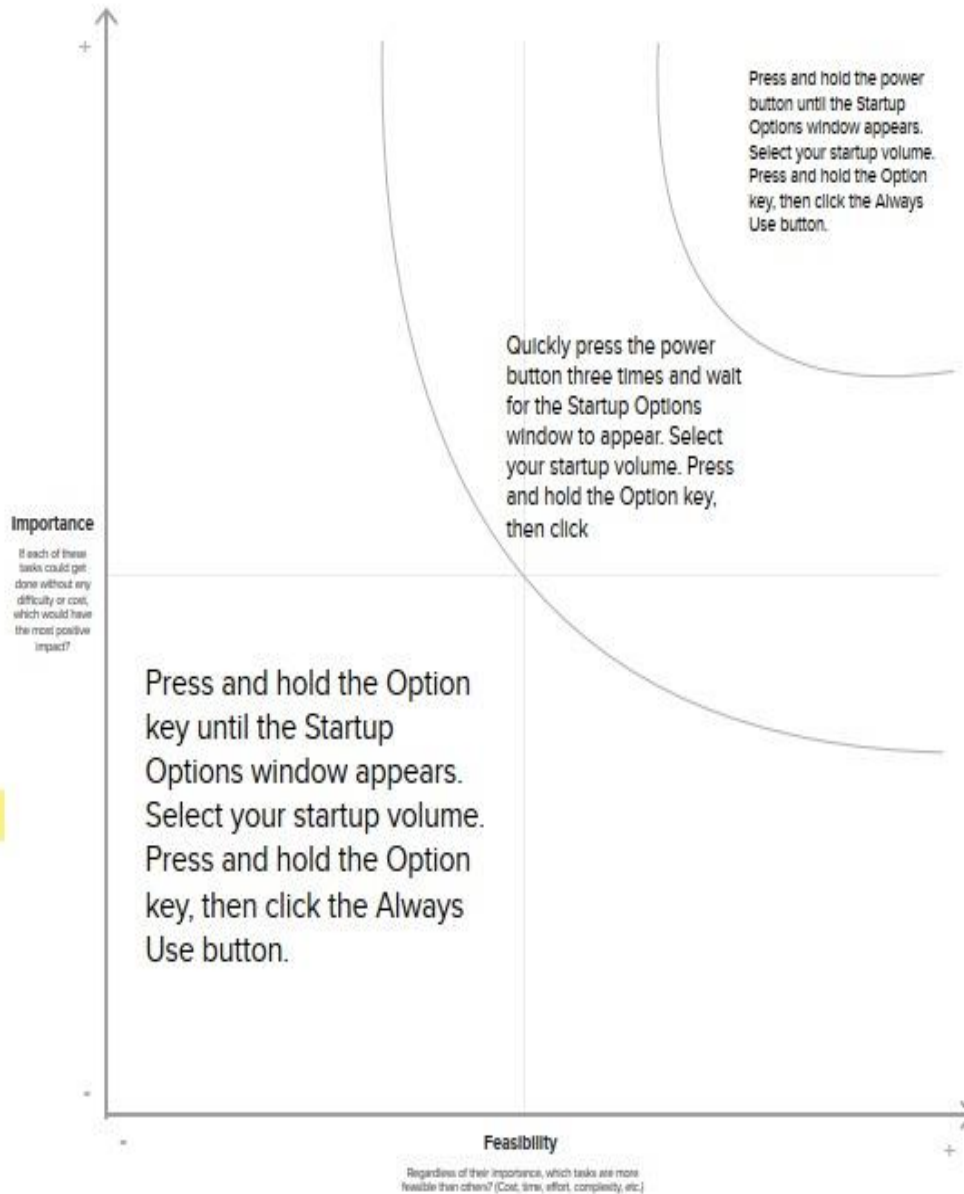 +
Press and hold the power
button until the Startup
Options window appears.
Select your startup volume.
Press and hold the Option
key, then click the Always
Use button.
Quickly press the power
button three times and wait
for the Startup Options
window to appear. Select
your startup volume. Press
and hold the Option key,
then click
Importance
If each of these
tasks could get
done without any
difficulty or cost,
which would have
the most positive
impact?
Press and hold the Option
key until the Startup
Options window appears.
Select your startup volume.
Press and hold the Option
key, then click the Always
Use button.
-
-
Feasibility
+
Regardless of their importance, which tasks are more
feasible than others? (Cost, time, effort, complexity, etc.)